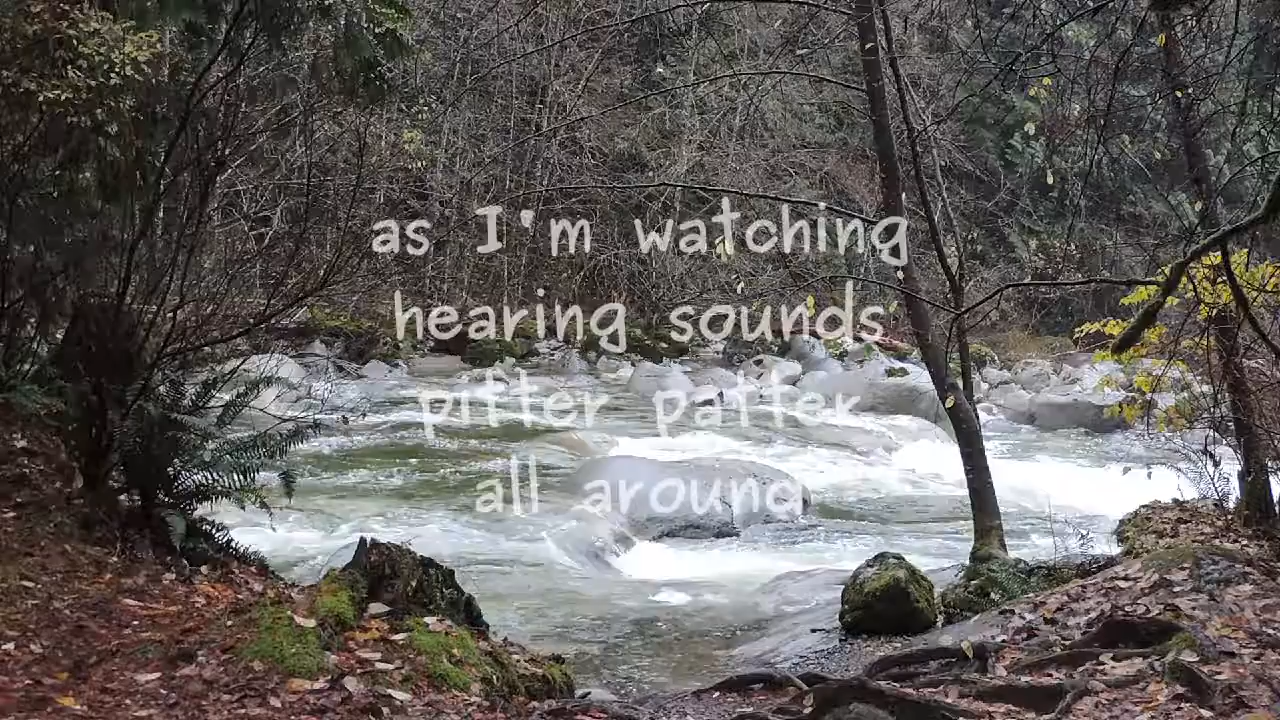 as I'm watching
hearing sounds
pitter patter
all around